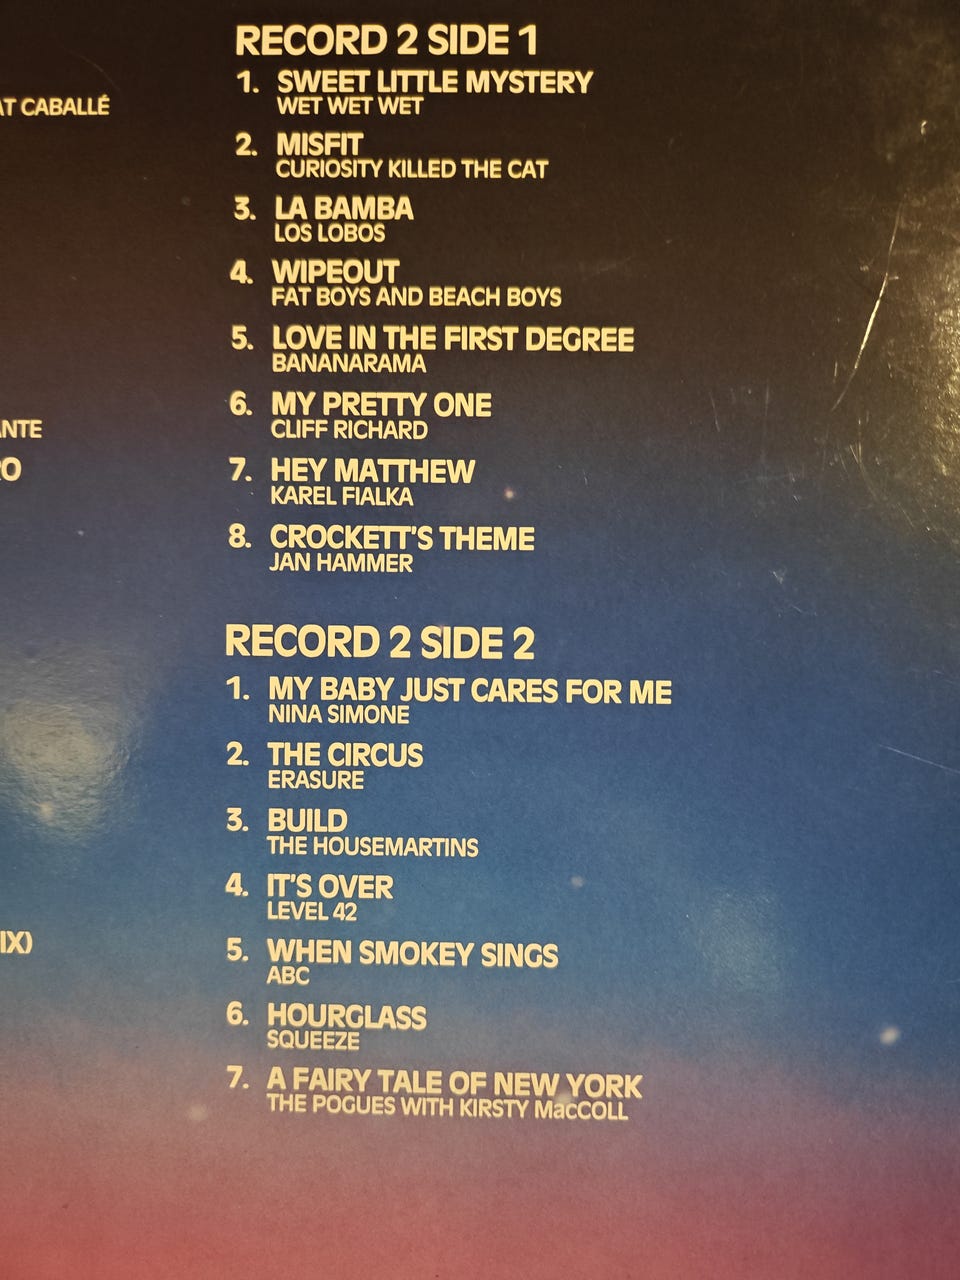 AT CABALLÉ
ANTE
RO
IX)
RECORD 2 SIDE 1
1. SWEET LITTLE MYSTERY
WET WET WET
2. MISFIT
CURIOSITY KILLED THE CAT
3. LA BAMBA
LOS LOBOS
4. WIPEOUT
FAT BOYS AND BEACH BOYS
5. LOVE IN THE FIRST DEGREE
BANANARAMA
6. MY PRETTY ONE
CLIFF RICHARD
7. HEY MATTHEW
KAREL FIALKA
8. CROCKETT'S THEME
JAN HAMMER
RECORD 2 SIDE 2
1. MY BABY JUST CARES FOR ME
NINA SIMONE
2. THE CIRCUS
ERASURE
3. BUILD
THE HOUSEMARTINS
4. IT'S OVER
LEVEL 42
5. WHEN SMOKEY SINGS
ABC
6. HOURGLASS
SQUEEZE
7. A FAIRY TALE OF NEW YORK
THE POGUES WITH KIRSTY MacCOLL